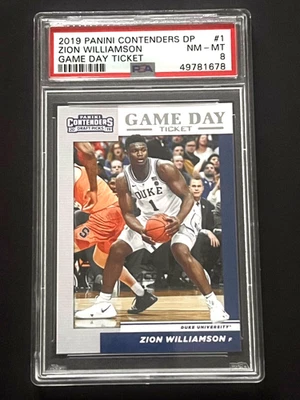 2019 PANINI CONTENDERS DP #1
ZION WILLIAMSON NM - MT
GAME DAY TICKET 8
PSA 49781678
PANINI
CONTENDERS
DRAFT PICKS
GAME DAY
TICKET
DUKE
1
DUKE UNIVERSITY
ZION WILLIAMSON F